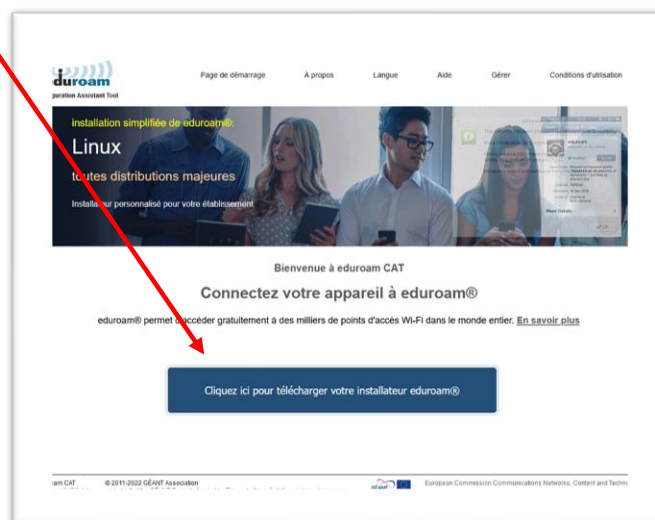 eduroam
Page de démarrage À propos Langue Aide Gérer Conditions d'utilisation
guration Assistant Tool
installation simplifiée de eduroam®:
Linux
toutes distributions majeures
Installateur personnalisé pour votre établissement
Bienvenue à eduroam CAT
Connectez votre appareil à eduroam®
eduroam® permet d'accéder gratuitement à des milliers de points d'accès Wi-Fi dans le monde entier. En savoir plus
Cliquez ici pour télécharger votre installateur eduroam®
am CAT © 2011-2022 GÉANT Association GÉANT European Commission Communications Networks, Content and Techn